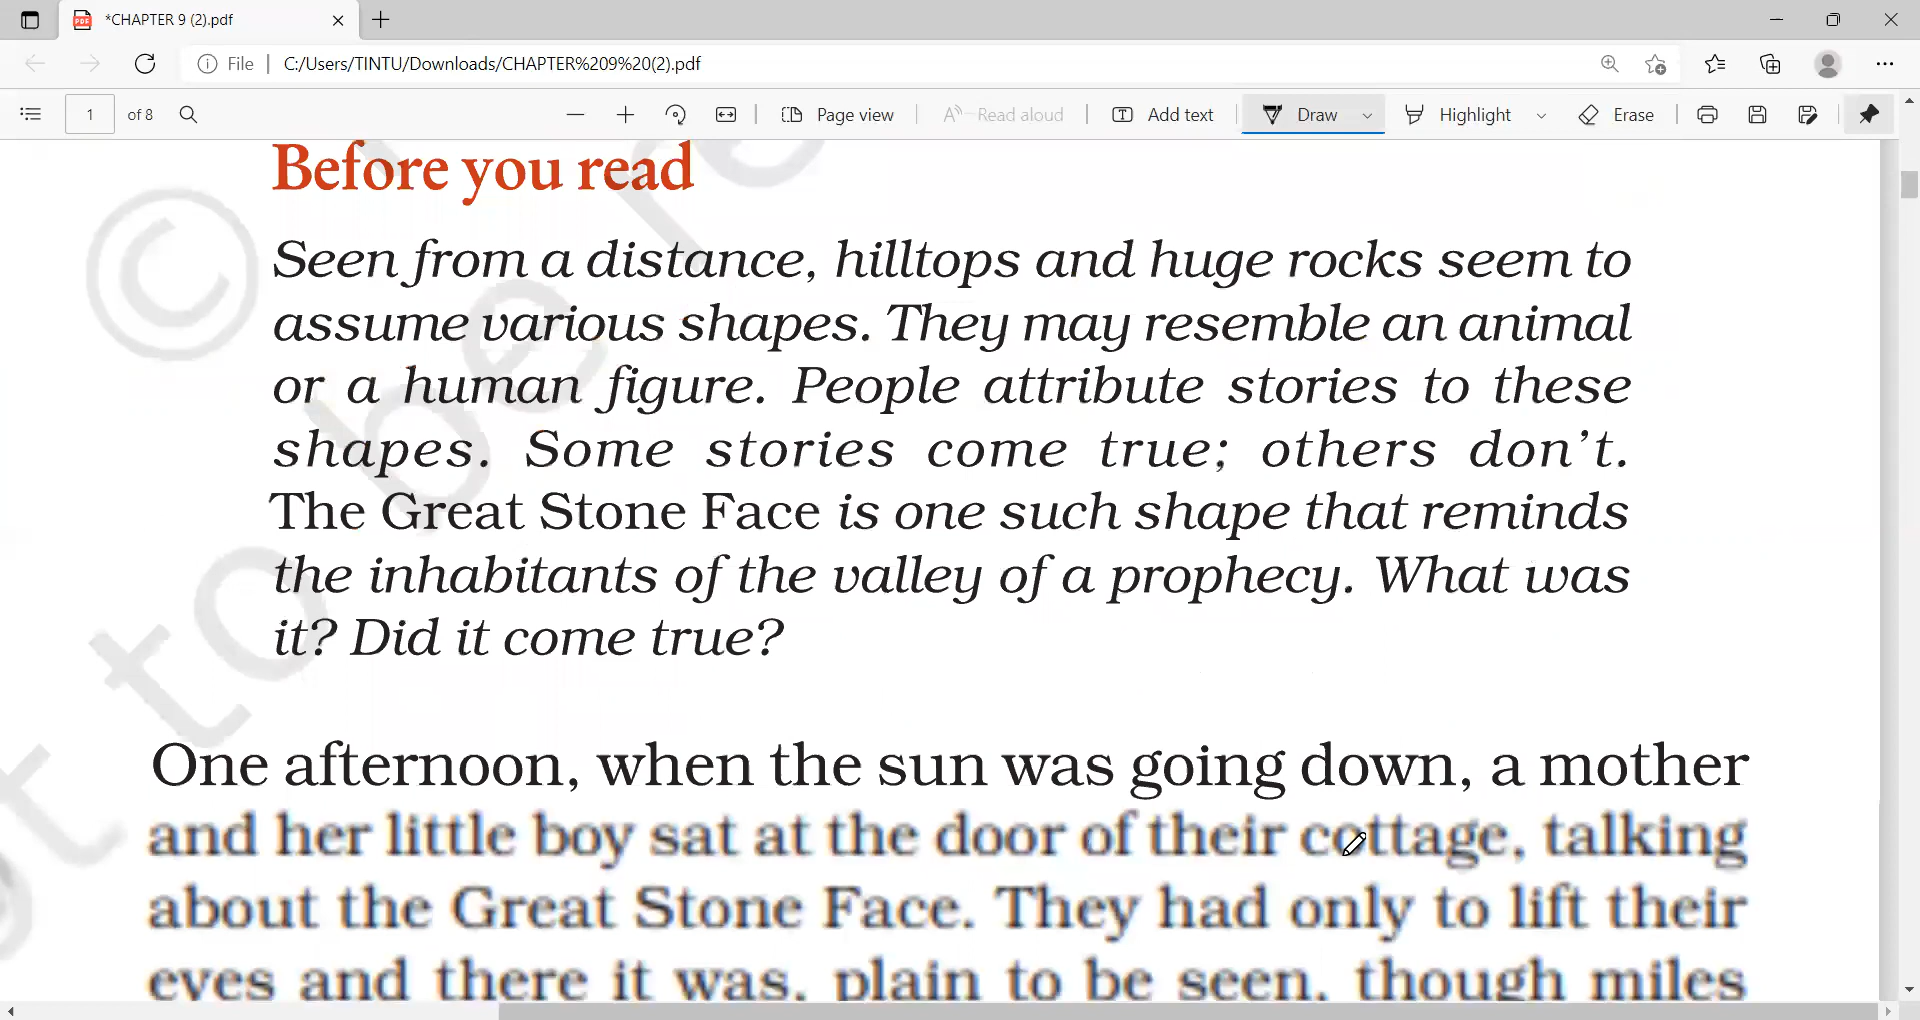 *CHAPTER 9 (2).pdf
File | C:/Users/TINTU/Downloads/CHAPTER%209%20(2).pdf
1 of 8 Page view Read aloud Add text Draw Highlight Erase
Before you read
Seen from a distance, hilltops and huge rocks seem to
assume various shapes. They may resemble an animal
or a human figure. People attribute stories to these
shapes. Some stories come true; others don't.
The Great Stone Face is one such shape that reminds
the inhabitants of the valley of a prophecy. What was
it? Did it come true?
One afternoon, when the sun was going down, a mother
and her little boy sat at the door of their cottage, talking
about the Great Stone Face. They had only to lift their
eyes and there it was, plain to be seen, though miles
© 
t to be re